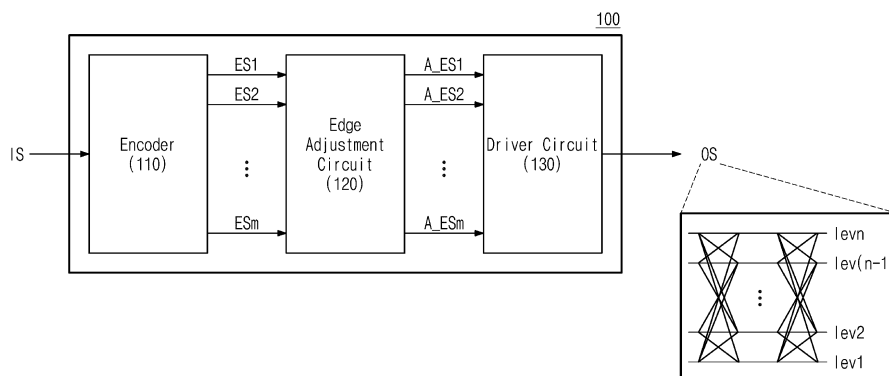 100
IS
Encoder
(110)
ES1
ES2
ESm
Edge
Adjustment
Circuit
(120)
A_ES1
A_ES2
A_ESm
Driver Circuit
(130)
OS
levn
lev(n-1
lev2
lev1